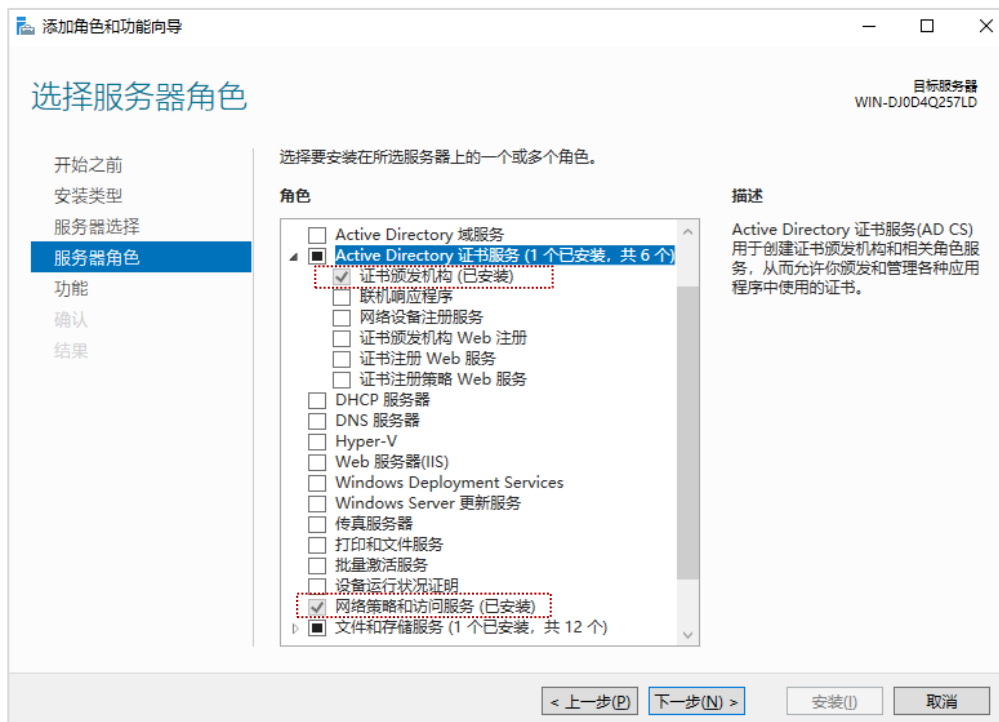 添加角色和功能向导
选择服务器角色
目标服务器
WIN-DJ0D4Q257LD
开始之前
安装类型
服务器选择
服务器角色
功能
确认
结果
选择要安装在所选服务器上的一个或多个角色。
角色
Active Directory 域服务
Active Directory 证书服务 (1 个已安装，共 6 个)
证书颁发机构 (已安装)
联机响应程序
网络设备注册服务
证书颁发机构 Web 注册
证书注册 Web 服务
证书注册策略 Web 服务
DHCP 服务器
DNS 服务器
Hyper-V
Web 服务器(IIS)
Windows Deployment Services
Windows Server 更新服务
传真服务器
打印和文件服务
批量激活服务
设备运行状况证明
网络策略和访问服务 (已安装)
文件和存储服务 (1 个已安装，共 12 个)
描述
Active Directory 证书服务(AD CS)
用于创建证书颁发机构和相关角色服
务，从而允许你颁发和管理各种应用
程序中使用的证书。
< 上一步(P)
下一步(N) >
安装(I)
取消